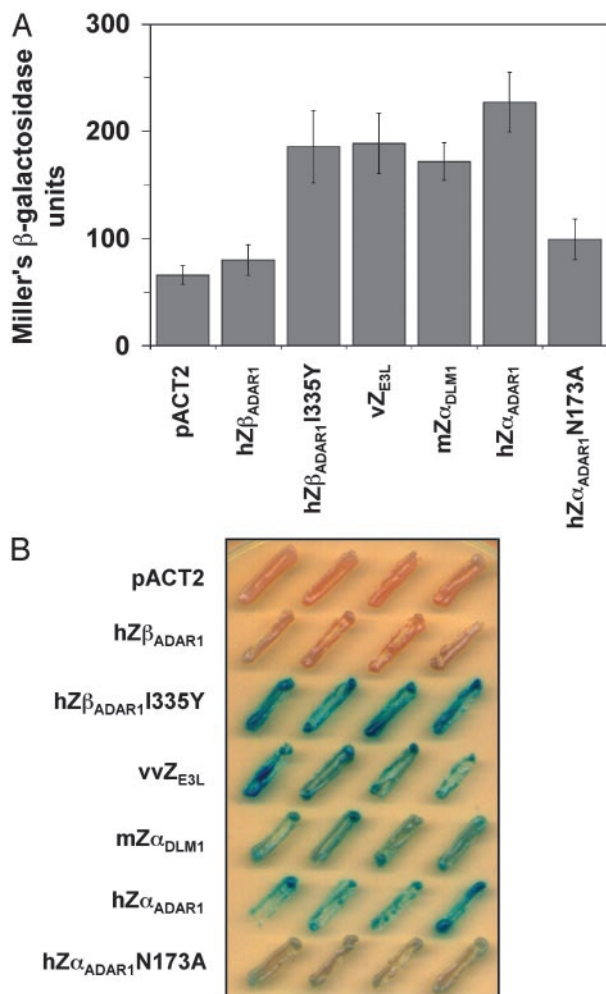 A
300
200
100
0
Miller's β-galactosidase
units
pACT2
hZβADAR1
hZβADAR1I335Y
vZE3L
mZαDLM1
hZαADAR1
hZαADAR1N173A
B
pACT2
hZβADAR1
hZβADAR1I335Y
vvZE3L
mZαDLM1
hZαADAR1
hZαADAR1N173A